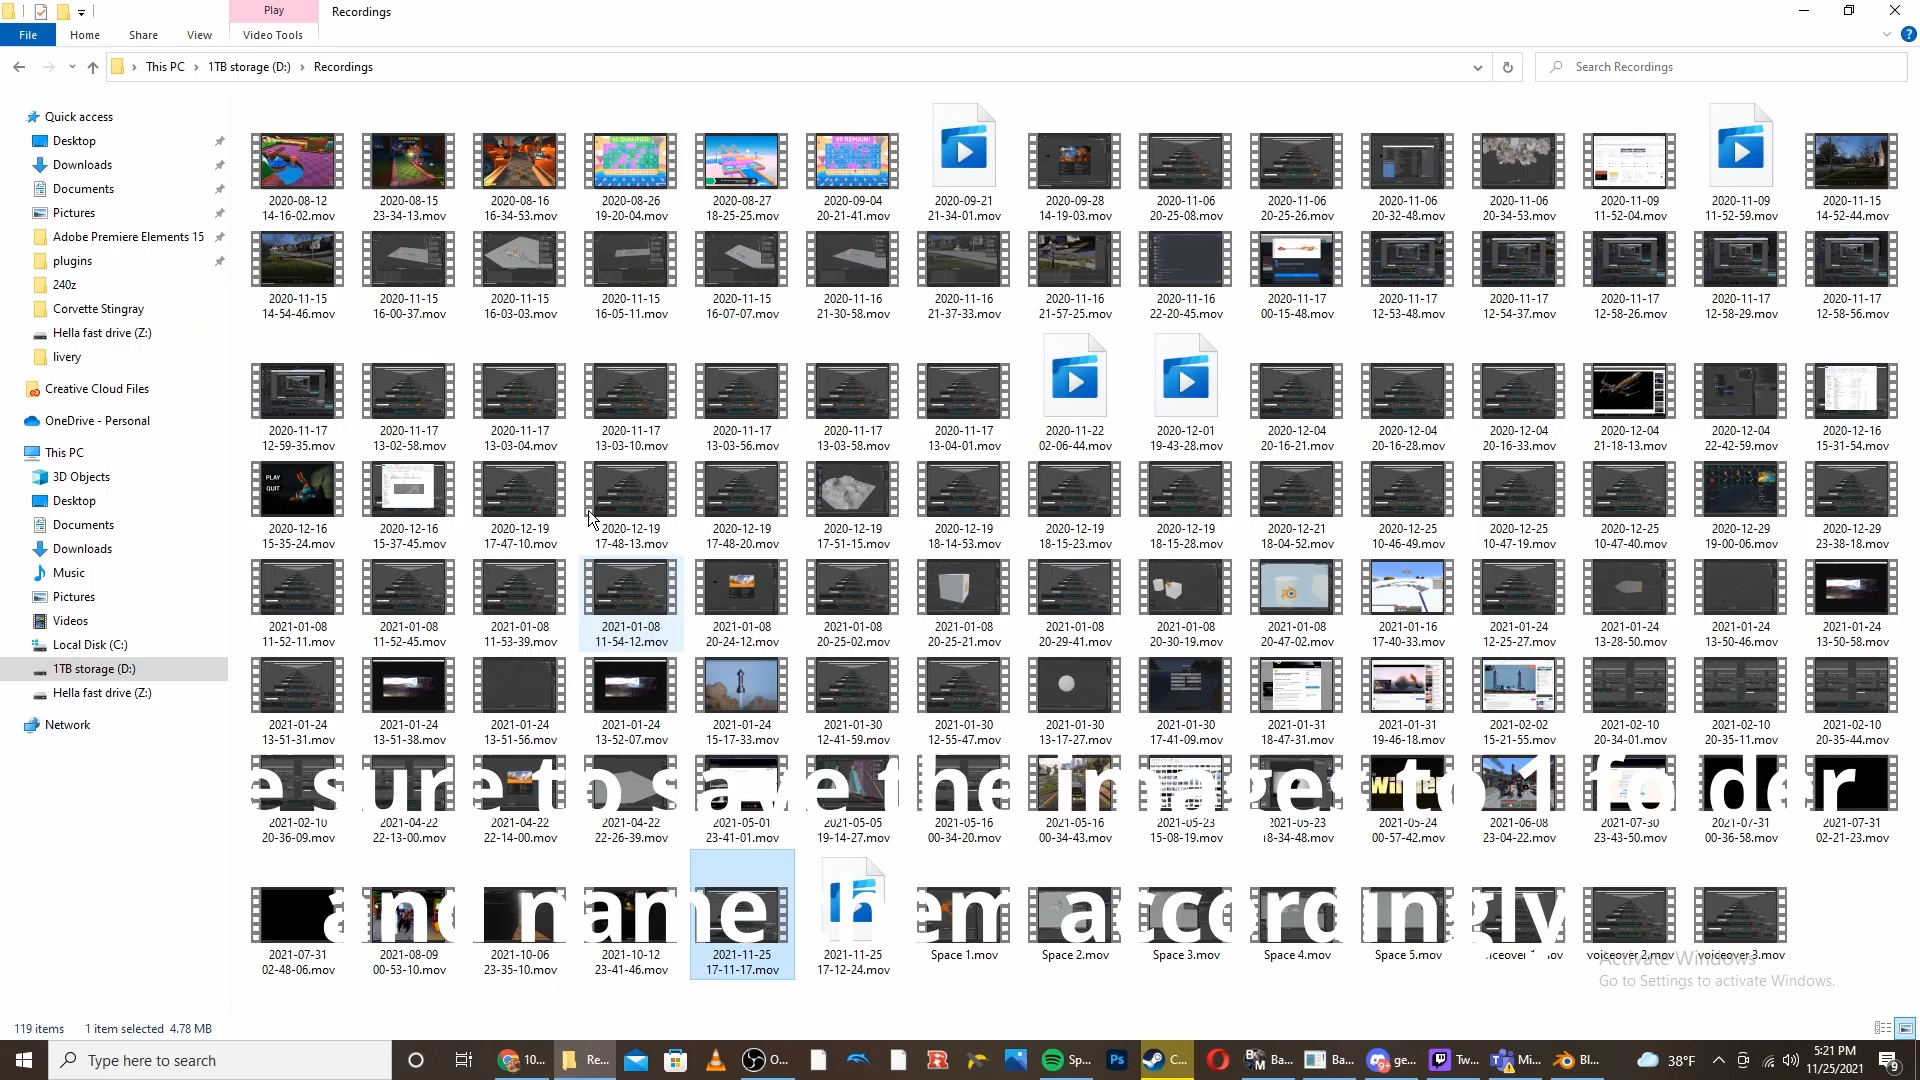 Play
Recordings
File
Home
Share
View
Video Tools
This PC
1TB storage (D:)
Recordings
Search Recordings
Quick access
Desktop
Downloads
Documents
Pictures
Adobe Premiere Elements 15
plugins
240z
Corvette Stingray
Hella fast drive (Z:)
livery
Creative Cloud Files
OneDrive - Personal
This PC
3D Objects
Desktop
Documents
Downloads
Music
Pictures
Videos
Local Disk (C:)
1TB storage (D:)
Hella fast drive (Z:)
Network
2020-08-12 2020-08-15 2020-08-16 2020-08-26 2020-08-27 2020-09-04 2020-09-21 2020-09-28 2020-11-06 2020-11-06 2020-11-06 2020-11-06 2020-11-09 2020-11-09 2020-11-15
14-16-02.mov 23-34-13.mov 16-34-53.mov 19-20-04.mov 18-25-25.mov 20-21-41.mov 21-34-01.mov 14-19-03.mov 20-25-08.mov 20-25-26.mov 20-32-48.mov 20-34-53.mov 11-52-04.mov 11-52-59.mov 14-52-44.mov
2020-11-15 2020-11-15 2020-11-15 2020-11-15 2020-11-15 2020-11-16 2020-11-16 2020-11-16 2020-11-16 2020-11-17 2020-11-17 2020-11-17 2020-11-17 2020-11-17 2020-11-17
14-54-46.mov 16-00-37.mov 16-03-03.mov 16-05-11.mov 16-07-07.mov 21-30-58.mov 21-37-33.mov 21-57-25.mov 22-20-45.mov 00-15-48.mov 12-53-48.mov 12-54-37.mov 12-58-26.mov 12-58-29.mov 12-58-56.mov
2020-11-17 2020-11-17 2020-11-17 2020-11-17 2020-11-17 2020-11-17 2020-11-17 2020-11-22 2020-12-01 2020-12-04 2020-12-04 2020-12-04 2020-12-04 2020-12-04 2020-12-16
12-59-35.mov 13-02-58.mov 13-03-04.mov 13-03-10.mov 13-03-56.mov 13-03-58.mov 13-04-01.mov 02-06-44.mov 19-43-28.mov 20-16-21.mov 20-16-28.mov 20-16-33.mov 21-18-13.mov 22-42-59.mov 15-31-54.mov
PLAY
QUIT
2020-12-16 2020-12-16 2020-12-19 2020-12-19 2020-12-19 2020-12-19 2020-12-19 2020-12-19 2020-12-19 2020-12-21 2020-12-25 2020-12-25 2020-12-25 2020-12-29 2020-12-29
15-35-24.mov 15-37-45.mov 17-47-10.mov 17-48-13.mov 17-48-20.mov 17-51-15.mov 18-14-53.mov 18-15-23.mov 18-15-28.mov 18-04-52.mov 10-46-49.mov 10-47-19.mov 10-47-40.mov 19-00-06.mov 23-38-18.mov
2021-01-08 2021-01-08 2021-01-08 2021-01-08 2021-01-08 2021-01-08 2021-01-08 2021-01-08 2021-01-08 2021-01-08 2021-01-16 2021-01-24 2021-01-24 2021-01-24 2021-01-24
11-52-11.mov 11-52-45.mov 11-53-39.mov 11-54-12.mov 20-24-12.mov 20-25-02.mov 20-25-21.mov 20-29-41.mov 20-30-19.mov 20-47-02.mov 17-40-33.mov 12-25-27.mov 13-28-50.mov 13-50-46.mov 13-50-58.mov
2021-01-24 2021-01-24 2021-01-24 2021-01-24 2021-01-24 2021-01-30 2021-01-30 2021-01-30 2021-01-30 2021-01-31 2021-01-31 2021-02-02 2021-02-10 2021-02-10 2021-02-10
13-51-31.mov 13-51-38.mov 13-51-56.mov 13-52-07.mov 15-17-33.mov 12-41-59.mov 12-55-47.mov 13-17-27.mov 17-41-09.mov 18-47-31.mov 19-46-18.mov 15-21-55.mov 20-34-01.mov 20-35-11.mov 20-35-44.mov
e sure to save the images to 1 folder
2021-02-10 2021-04-22 2021-04-22 2021-04-22 2021-05-01 2021-05-05 2021-05-16 2021-05-16 2021-05-23 2021-05-23 2021-05-24 2021-06-08 2021-07-30 2021-07-31 2021-07-31
20-36-09.mov 22-13-00.mov 22-14-00.mov 22-26-39.mov 23-41-01.mov 19-14-27.mov 00-34-20.mov 00-34-43.mov 15-08-19.mov 18-34-48.mov 00-57-42.mov 23-04-22.mov 23-43-50.mov 00-36-58.mov 02-21-23.mov
and name them accordingly
2021-07-31 2021-08-09 2021-10-06 2021-10-12 2021-11-25 2021-11-25 Space 1.mov Space 2.mov Space 3.mov Space 4.mov Space 5.mov voiceover 2.mov voiceover 3.mov
02-48-06.mov 00-53-10.mov 23-35-10.mov 23-41-46.mov 17-11-17.mov 17-12-24.mov
Activate Windows
Go to Settings to activate Windows.
119 items
1 item selected 4.78 MB
Type here to search
10...
Re...
O...
Sp...
Ps
C...
Ba...
Ba...
ge...
Tw...
Mi...
Bl...
38°F
5:21 PM
11/25/2021
9